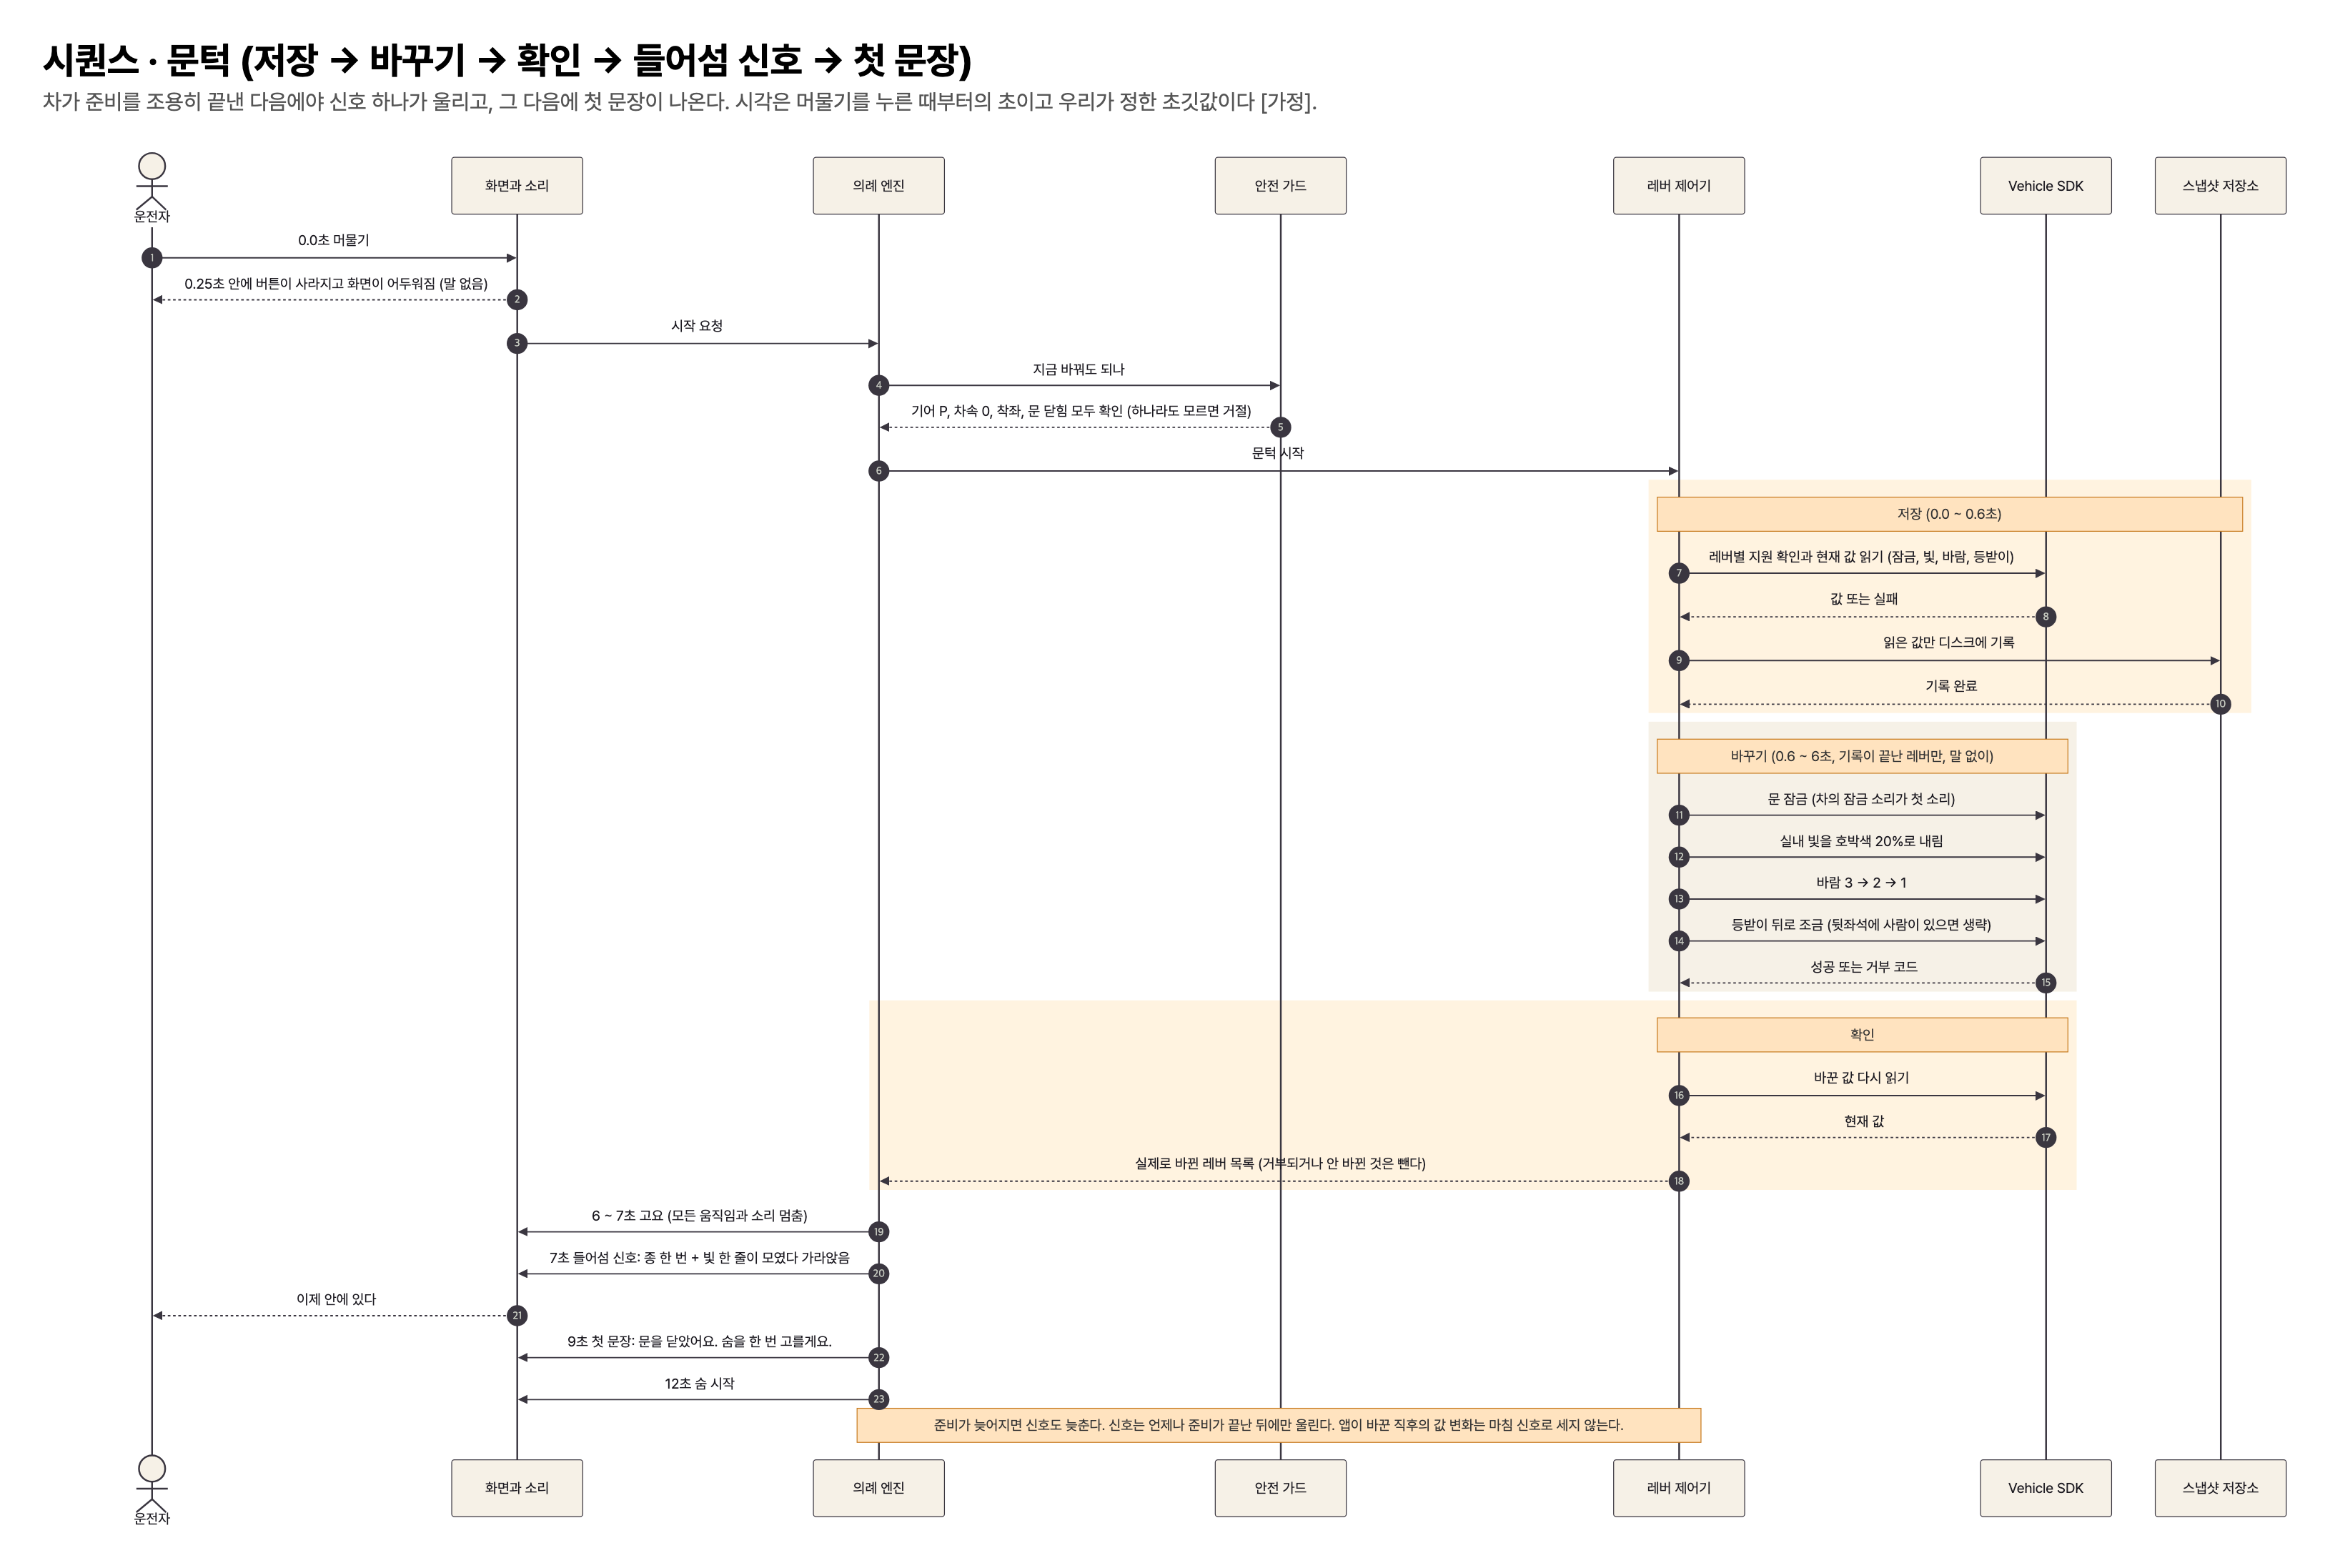 시퀀스 · 문턱 (저장 → 바꾸기 → 확인 → 들어섬 신호 → 첫 문장)
차가 준비를 조용히 끝낸 다음에야 신호 하나가 울리고, 그 다음에 첫 문장이 나온다. 시각은 머물기를 누른 때부터의 초이고 우리가 정한 초깃값이다 [가정].
운전자
화면과 소리
의례 엔진
안전 가드
레버 제어기
Vehicle SDK
스냅샷 저장소
0.0초 머물기
1
0.25초 안에 버튼이 사라지고 화면이 어두워짐 (말 없음)
2
시작 요청
3
지금 바꿔도 되나
4
기어 P, 차속 0, 착좌, 문 닫힘 모두 확인 (하나라도 모르면 거절)
5
문턱 시작
6
저장 (0.0 ~ 0.6초)
레버별 지원 확인과 현재 값 읽기 (잠금, 빛, 바람, 등받이)
7
값 또는 실패
8
읽은 값만 디스크에 기록
9
기록 완료
10
바꾸기 (0.6 ~ 6초, 기록이 끝난 레버만, 말 없이)
문 잠금 (차의 잠금 소리가 첫 소리)
11
실내 빛을 호박색 20%로 내림
12
바람 3 → 2 → 1
13
등받이 뒤로 조금 (뒷좌석에 사람이 있으면 생략)
14
성공 또는 거부 코드
15
확인
바꾼 값 다시 읽기
16
현재 값
17
실제로 바뀐 레버 목록 (거부되거나 안 바뀐 것은 뺀다)
18
6 ~ 7초 고요 (모든 움직임과 소리 멈춤)
19
7초 들어섬 신호: 종 한 번 + 빛 한 줄이 모였다 가라앉음
20
이제 안에 있다
21
9초 첫 문장: 문을 닫았어요. 숨을 한 번 고를게요.
22
12초 숨 시작
23
준비가 늦어지면 신호도 늦춘다. 신호는 언제나 준비가 끝난 뒤에만 울린다. 앱이 바꾼 직후의 값 변화는 마침 신호로 세지 않는다.
운전자
화면과 소리
의례 엔진
안전 가드
레버 제어기
Vehicle SDK
스냅샷 저장소